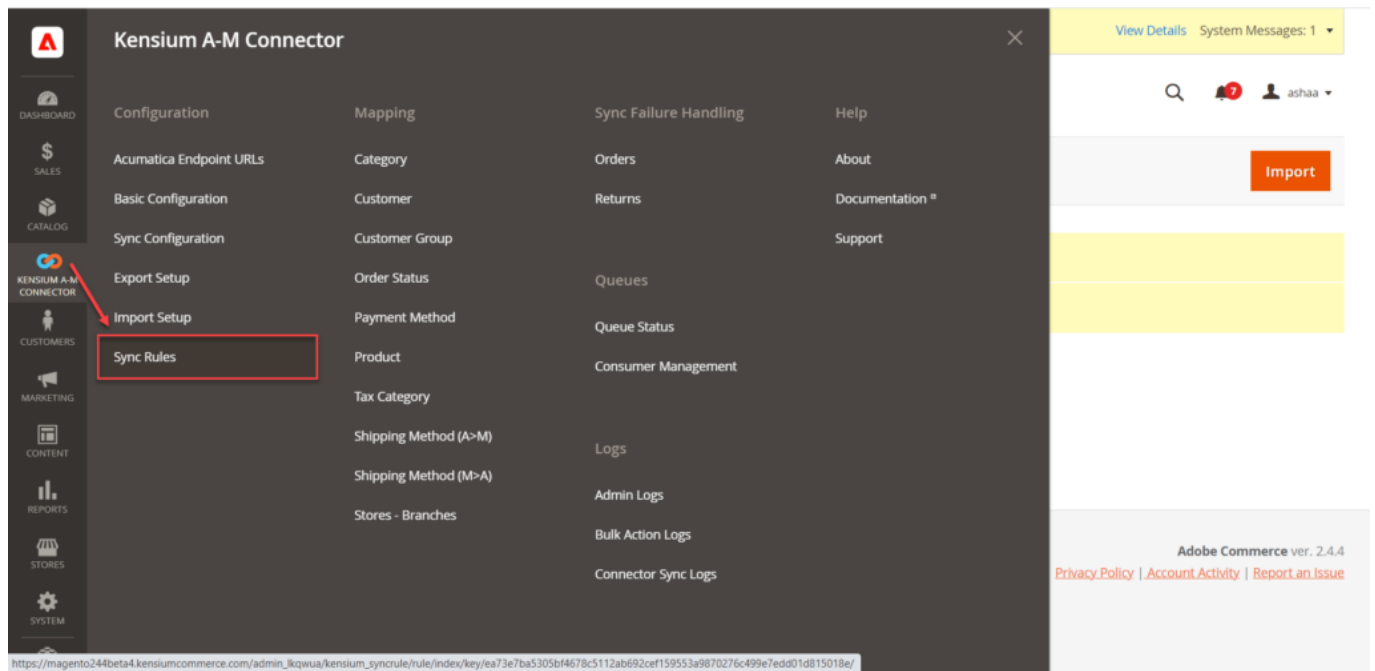 View Details System Messages: 1
Kensium A-M Connector
7
ashaa
Import
DASHBOARD
SALES
CATALOG
KENSIUM A-M
CONNECTOR
CUSTOMERS
MARKETING
CONTENT
REPORTS
STORES
SYSTEM
Configuration
Acumatica Endpoint URLs
Basic Configuration
Sync Configuration
Export Setup
Import Setup
Sync Rules
Mapping
Category
Customer
Customer Group
Order Status
Payment Method
Product
Tax Category
Shipping Method (A>M)
Shipping Method (M>A)
Stores - Branches
Sync Failure Handling
Orders
Returns
Queues
Queue Status
Consumer Management
Logs
Admin Logs
Bulk Action Logs
Connector Sync Logs
Help
About
Documentation
Support
Adobe Commerce ver. 2.4.4
Privacy Policy | Account Activity | Report an Issue
https://magento244beta4.kensiumcommerce.com/admin_lkqwua/kensium_syncrule/rule/index/key/ea73e7ba5305bf4678c5112ab692cef159553a9870276c499e7edd01d815018e/